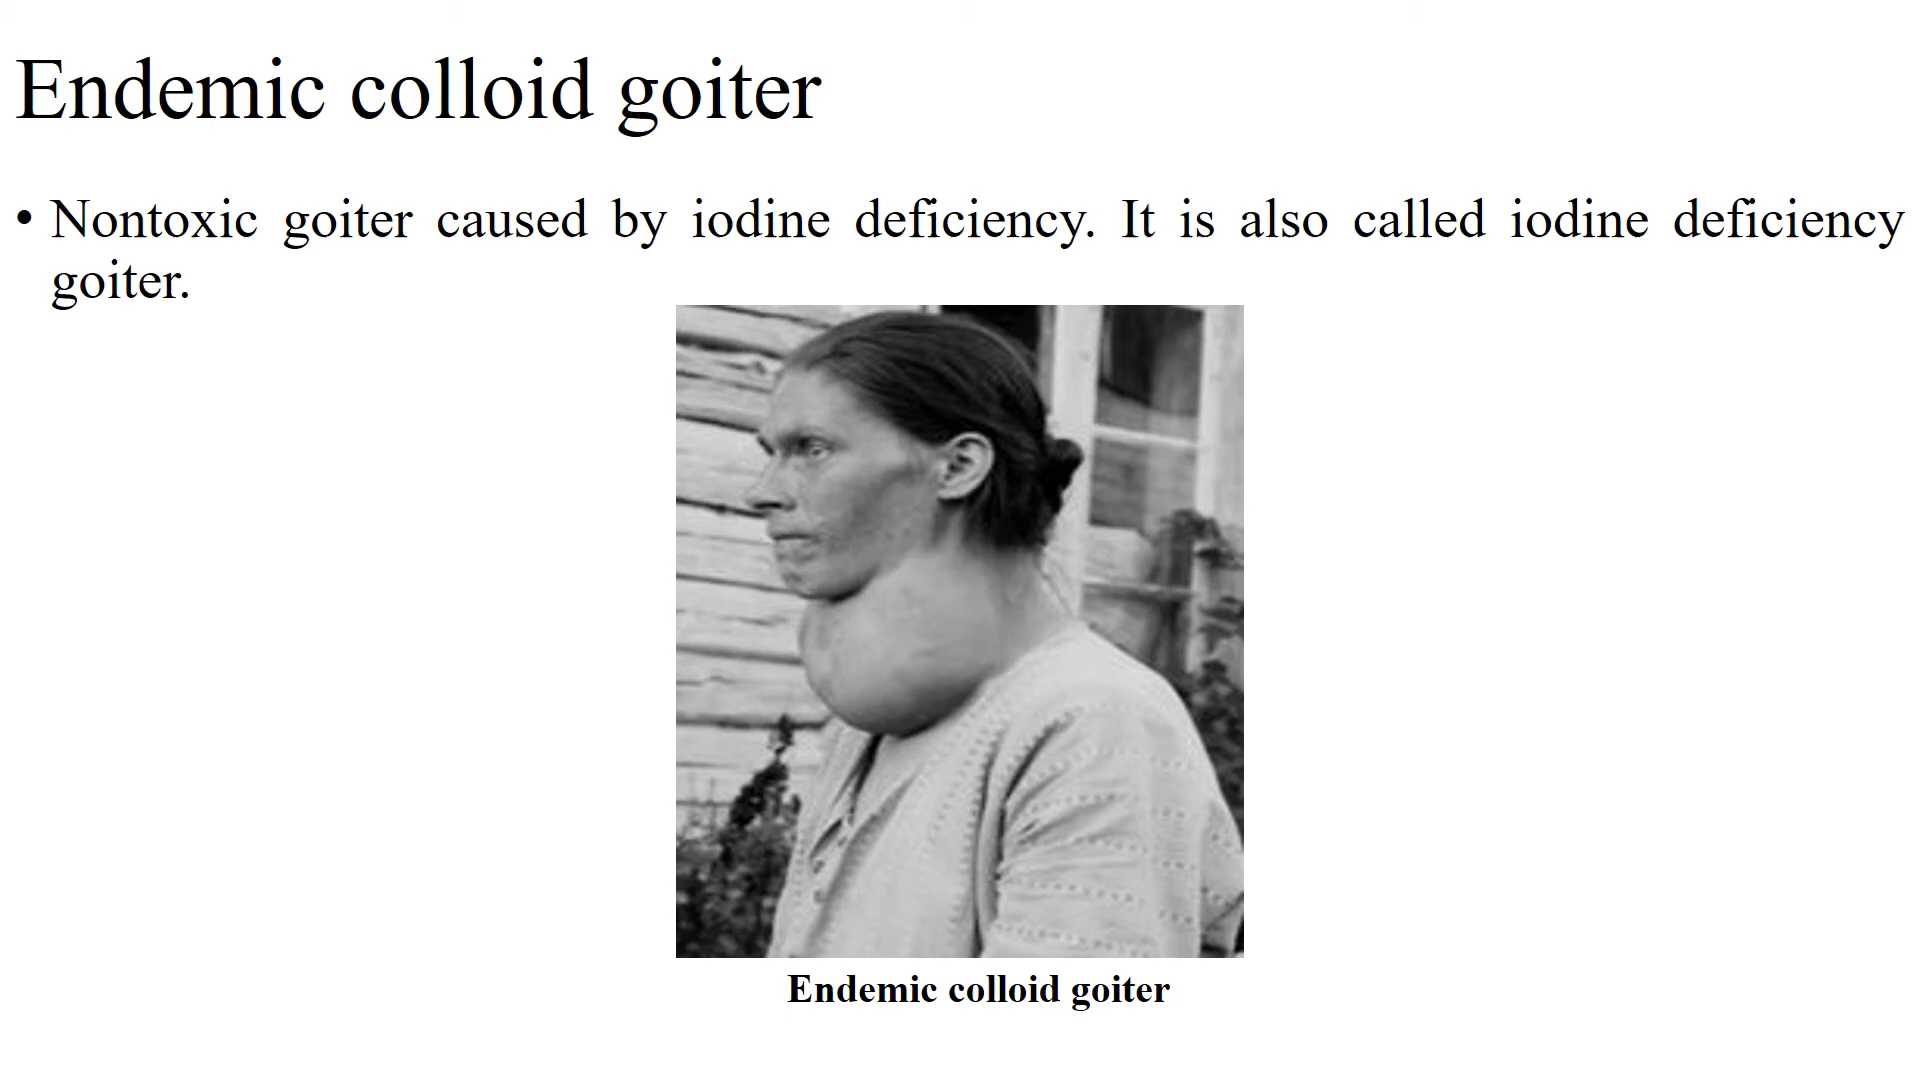 Endemic colloid goiter
• Nontoxic goiter caused by iodine deficiency. It is also called iodine deficiency
goiter.
Endemic colloid goiter